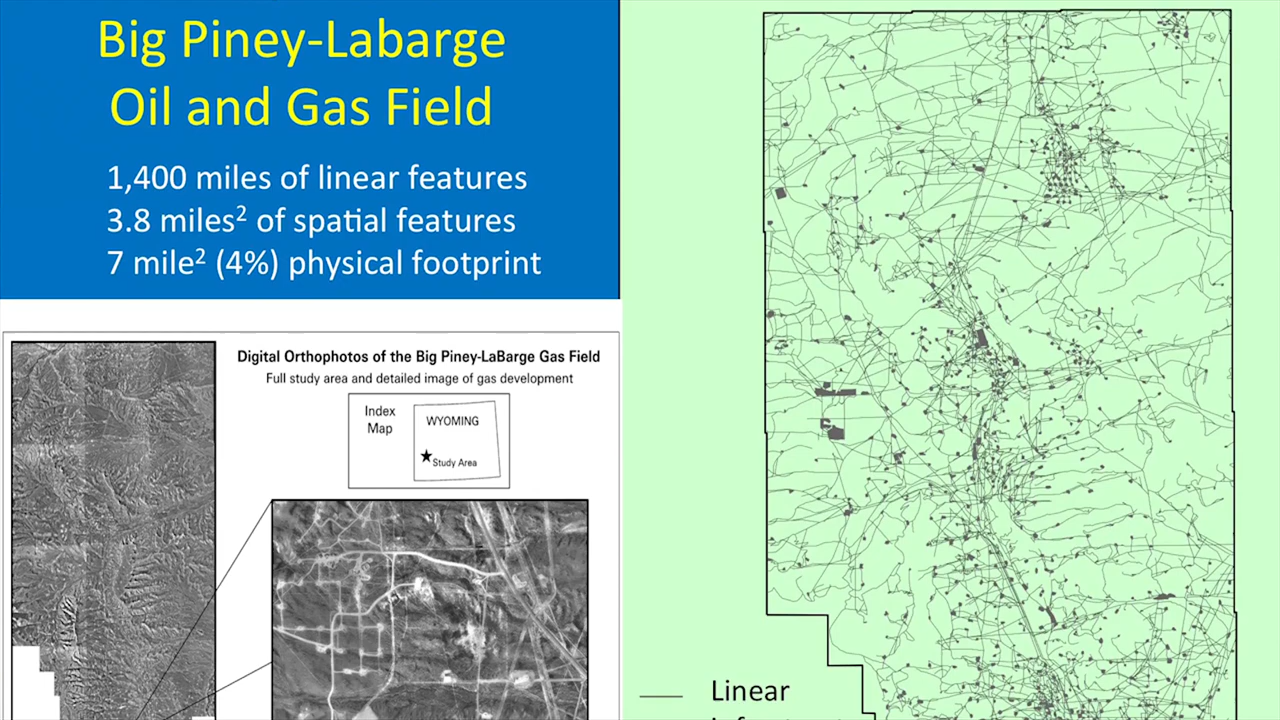 Big Piney-Labarge
Oil and Gas Field
1,400 miles of linear features
3.8 miles² of spatial features
7 mile² (4%) physical footprint
Digital Orthophotos of the Big Piney-LaBarge Gas Field
Full study area and detailed image of gas development
Index
Map
WYOMING
Study Area
Linear